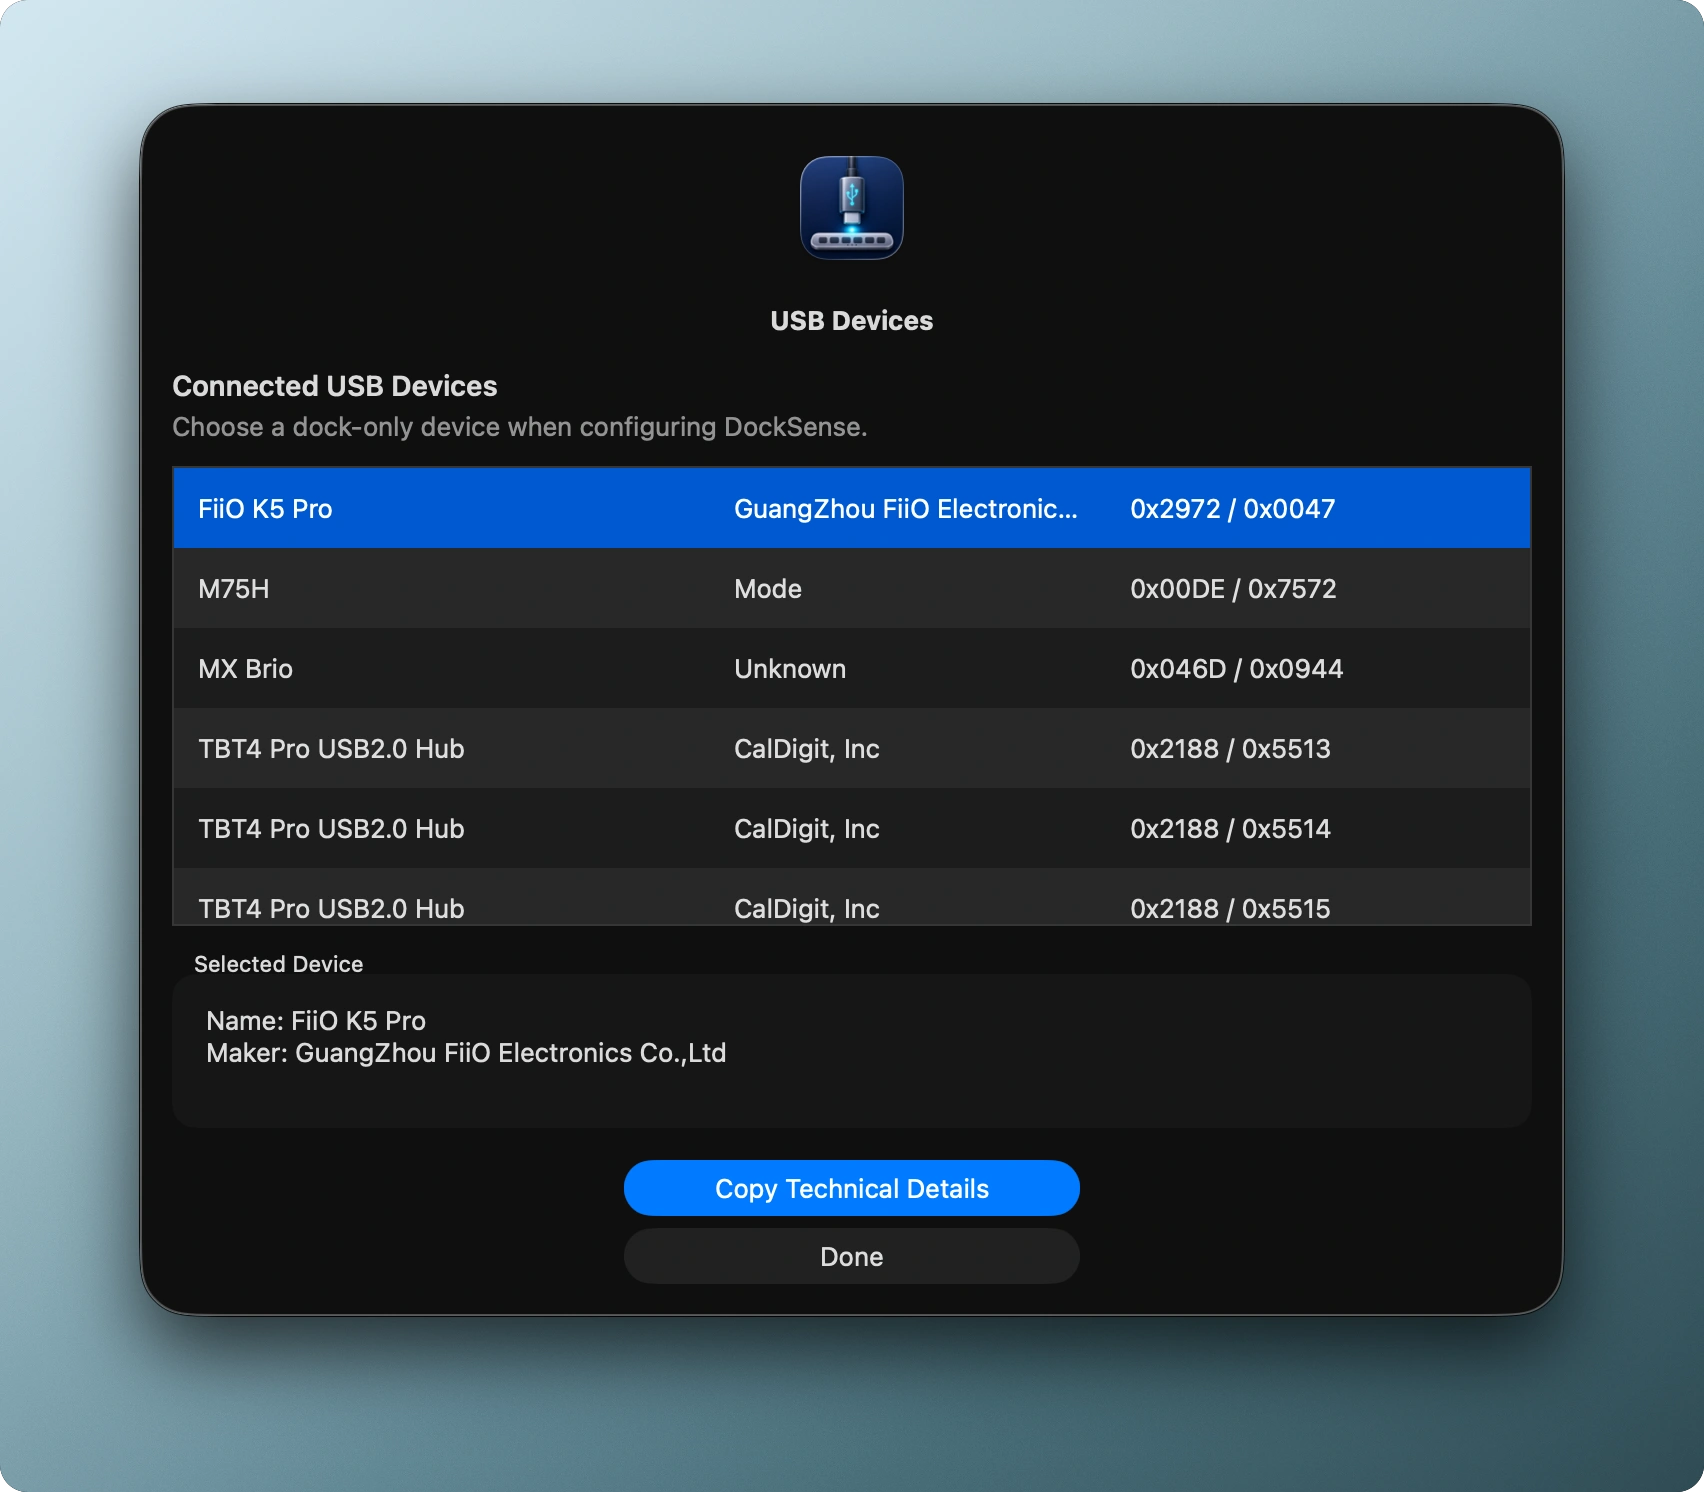 USB Devices
Connected USB Devices
Choose a dock-only device when configuring DockSense.
FiiO K5 Pro GuangZhou FiiO Electronic... 0x2972 / 0x0047
M75H Mode 0x00DE / 0x7572
MX Brio Unknown 0x046D / 0x0944
TBT4 Pro USB2.0 Hub CalDigit, Inc 0x2188 / 0x5513
TBT4 Pro USB2.0 Hub CalDigit, Inc 0x2188 / 0x5514
TBT4 Pro USB2.0 Hub CalDigit, Inc 0x2188 / 0x5515
Selected Device
Name: FiiO K5 Pro
Maker: GuangZhou FiiO Electronics Co.,Ltd
Copy Technical Details
Done